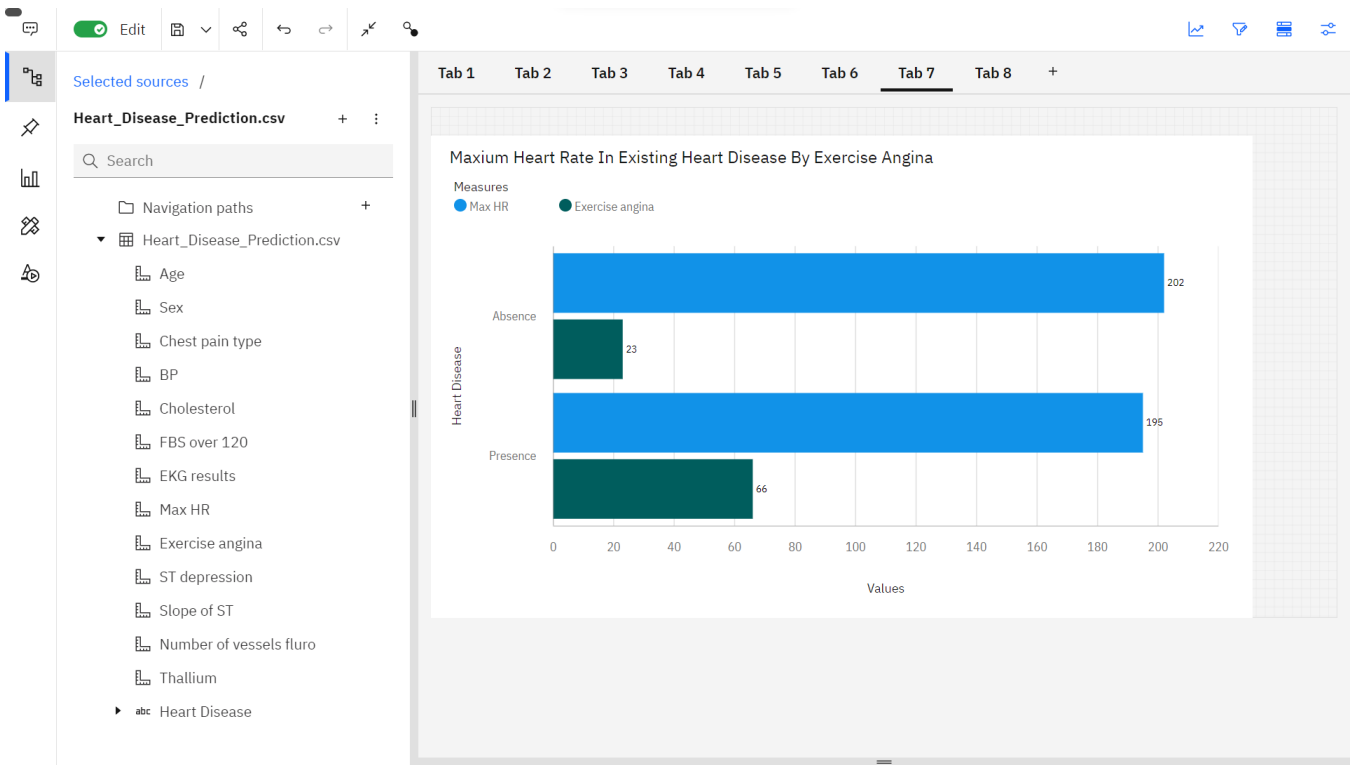 Edit
Tab 1 Tab 2 Tab 3 Tab 4 Tab 5 Tab 6 Tab 7 Tab 8 +
Selected sources /
Heart_Disease_Prediction.csv +
Search
Navigation paths +
Heart_Disease_Prediction.csv
Age
Sex
Chest pain type
BP
Cholesterol
FBS over 120
EKG results
Max HR
Exercise angina
ST depression
Slope of ST
Number of vessels fluro
Thallium
abc Heart Disease
Maxium Heart Rate In Existing Heart Disease By Exercise Angina
Measures
Max HR Exercise angina
Heart Disease
202
Absence
23
195
Presence
66
0 20 40 60 80 100 120 140 160 180 200 220
Values